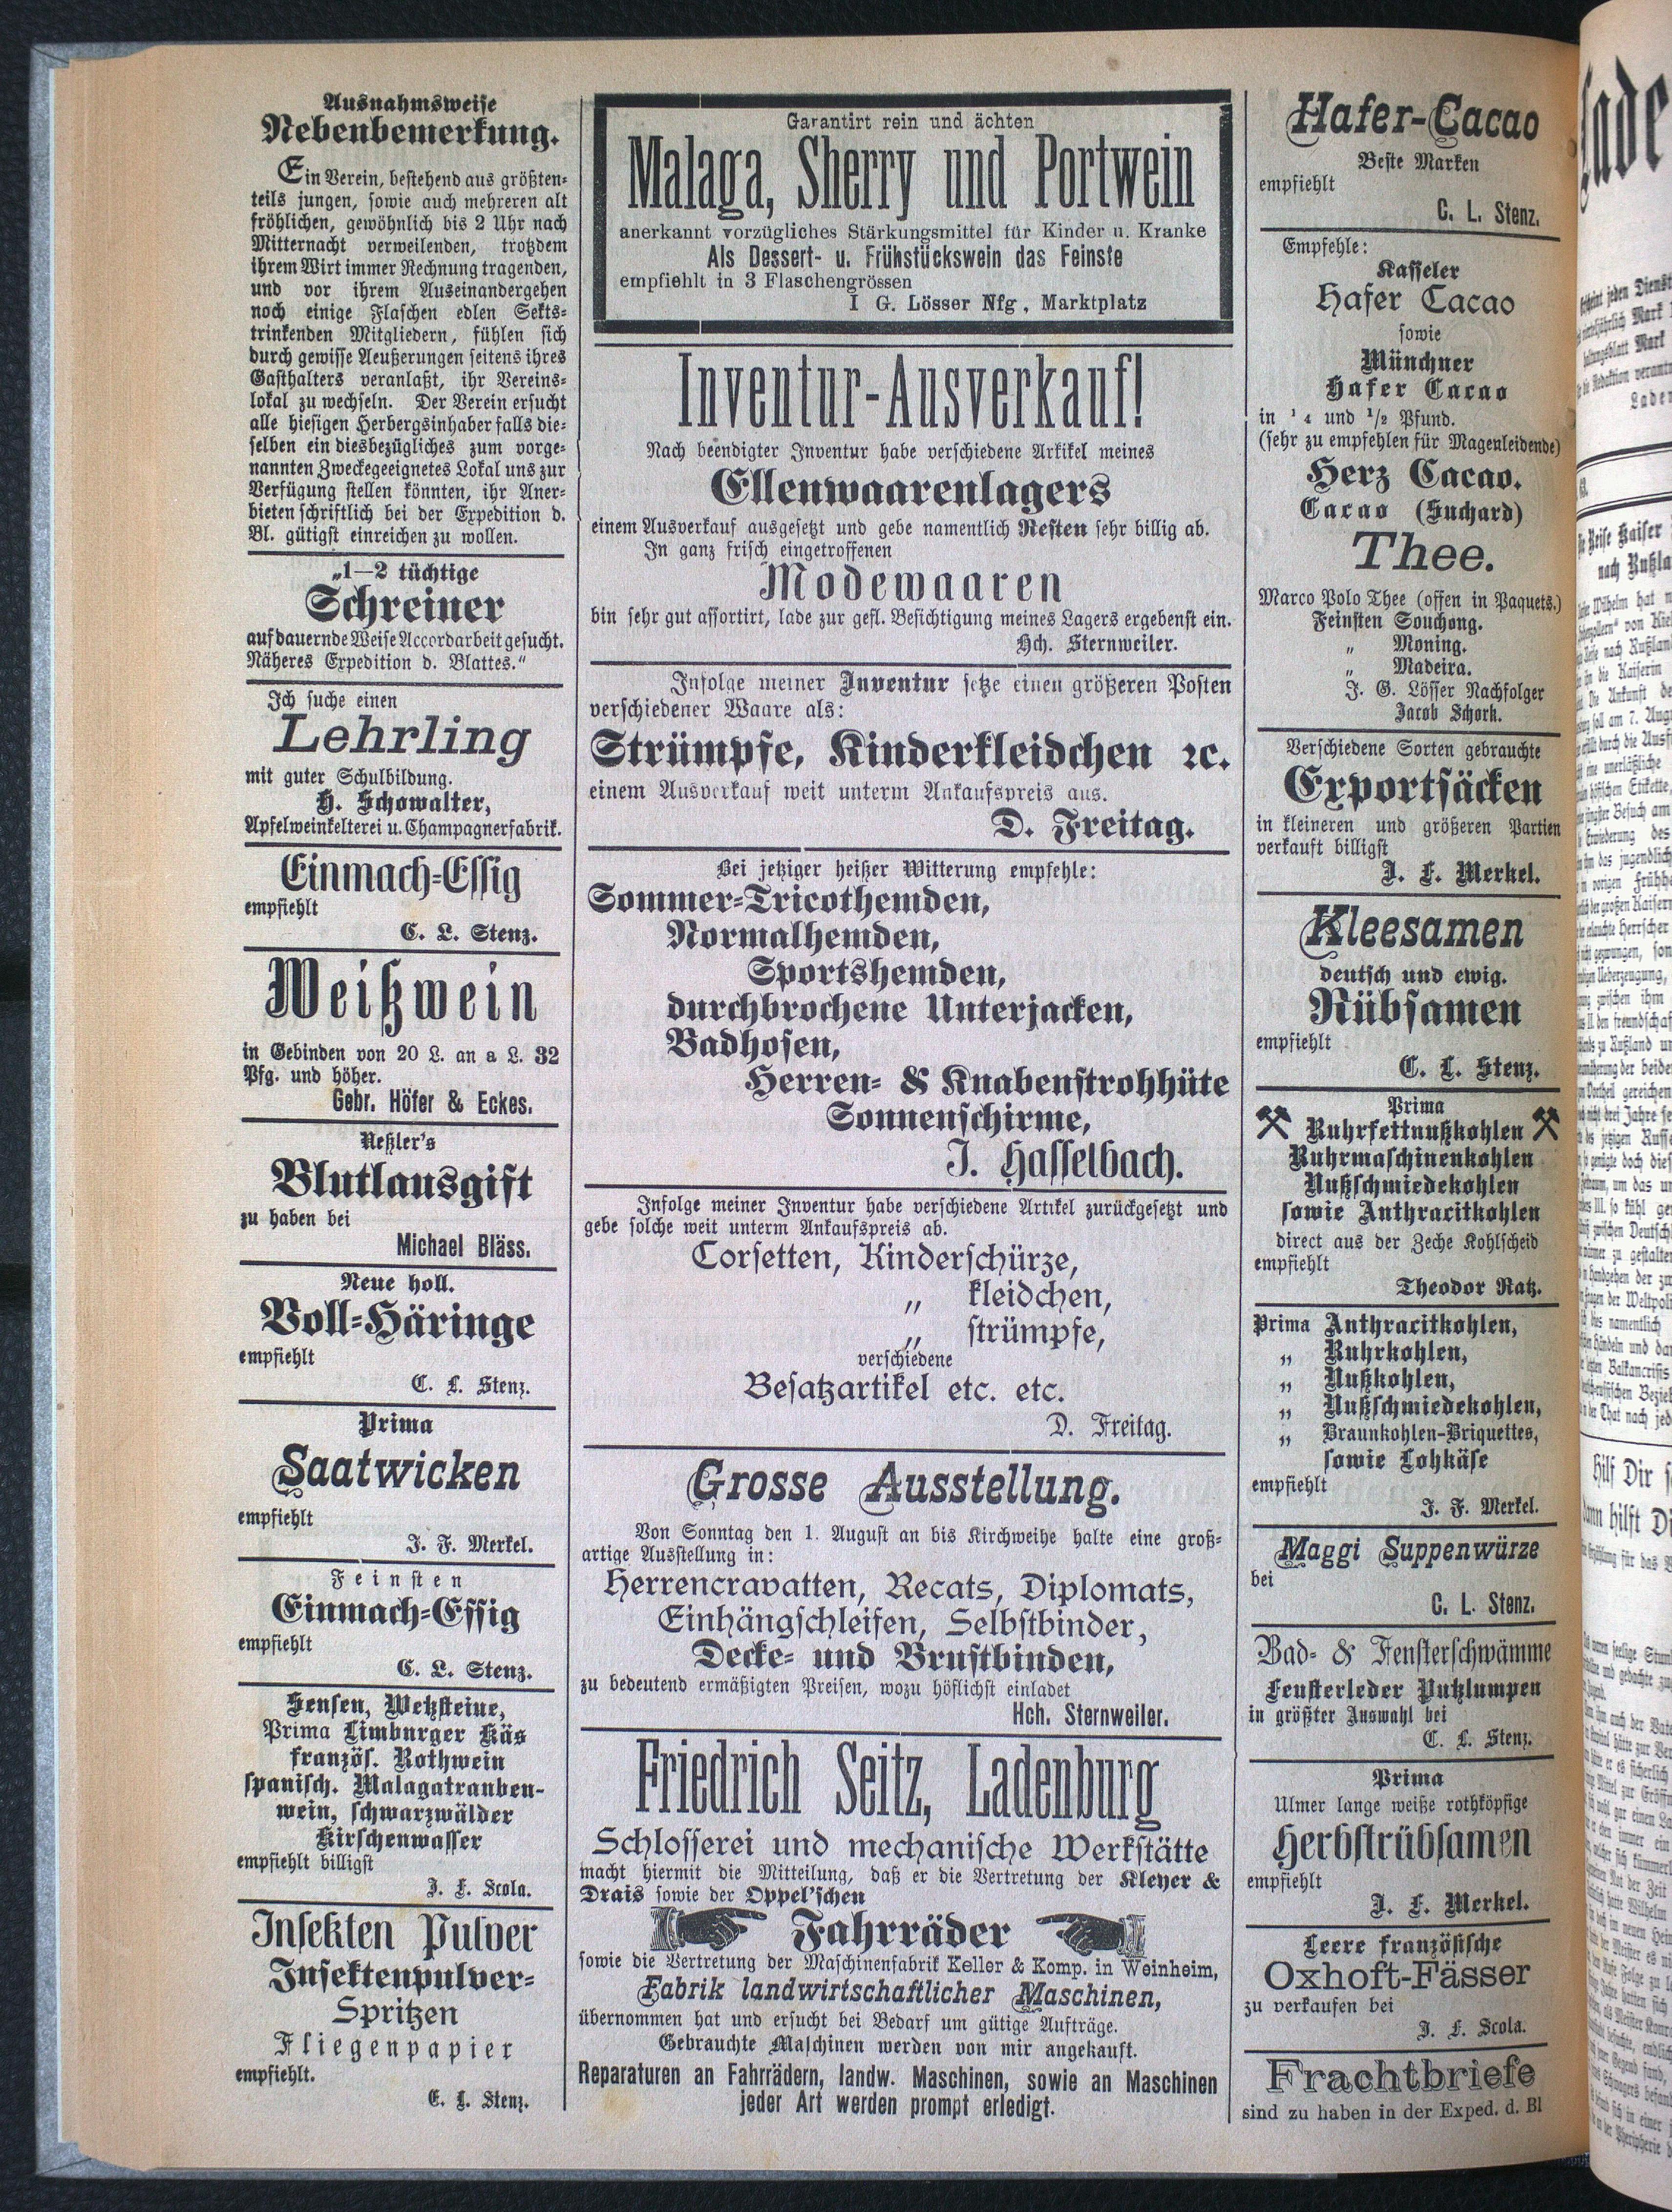 Ausnahmsweise
Nebenbemerkung.
Ein Verein, bestehend aus größten-
teils jungen, sowie auch mehreren alt
fröhlichen, gewöhnlich bis 2 Uhr nach
Mitternacht verweilenden, trotzdem
ihrem Wirt immer Rechnung tragenden,
und vor ihrem Auseinandergehen
noch einige Flaschen edlen Sekts-
trinkenden Mitgliedern, fühlen sich
durch gewisse Aeußerungen seitens ihres
Gasthalters veranlaßt, ihr Vereins-
lokal zu wechseln. Der Verein ersucht
alle hiesigen Herbergsinhaber falls die-
selben ein diesbezügliches zum vorge-
nannten Zwecke geeignetes Lokal uns zur
Verfügung stellen könnten, ihr Aner-
bieten schriftlich bei der Expedition d.
Bl. gütigst einreichen zu wollen.
„1—2 tüchtige
Schreiner
auf dauernde Weise Accordarbeit gesucht.
Näheres Expedition d. Blattes.“
Ich suche einen
Lehrling
mit guter Schulbildung.
H. Schowalter,
Apfelweinkelterei u. Champagnerfabrik.
Einmach-Essig
empfiehlt
C. L. Stenz.
Weißwein
in Gebinden von 20 L. an a L. 32
Pfg. und höher.
Gebr. Höfer & Eckes.
Neßler's
Blutlausgift
zu haben bei
Michael Bläss.
Neue holl.
Voll-Häringe
empfiehlt
C. L. Stenz.
Prima
Saatwicken
empfiehlt
J. F. Merkel.
Feinsten
Einmach-Essig
empfiehlt
C. L. Stenz.
Sensen, Wetzsteine,
Prima Limburger Käs
französ. Rothwein
spanisch. Malagatrauben-
wein, schwarzwälder
Kirschenwasser
empfiehlt billigst
J. F. Scola.
Insekten Pulver
Insektenpulver-
Spritzen
Fliegenpapier
empfiehlt.
C. L. Stenz.
Garantirt rein und ächten
Malaga, Sherry und Portwein
anerkannt vorzügliches Stärkungsmittel für Kinder u. Kranke
Als Dessert- u. Frühstückswein das Feinste
empfiehlt in 3 Flaschengrössen
I G. Lösser Nfg, Marktplatz
Inventur-Ausverkauf!
Nach beendigter Inventur habe verschiedene Artikel meines
Ellenwaarenlagers
einem Ausverkauf ausgesetzt und gebe namentlich Resten sehr billig ab.
In ganz frisch eingetroffenen
Modewaaren
bin sehr gut assortirt, lade zur gefl. Besichtigung meines Lagers ergebenst ein.
Hch. Sternweiler.
Infolge meiner Inventur setze einen größeren Posten
verschiedener Waare als:
Strümpfe, Kinderkleidchen ꝛc.
einem Ausverkauf weit unterm Ankaufspreis aus.
D. Freitag.
Bei jetziger heißer Witterung empfehle:
Sommer-Tricothemden,
Normalhemden,
Sportshemden,
durchbrochene Unterjacken,
Badhosen,
Herren- & Knabenstrohhüte
Sonnenschirme,
J. Hasselbach.
Infolge meiner Inventur habe verschiedene Artikel zurückgesetzt und
gebe solche weit unterm Ankaufspreis ab.
Corsetten, Kinderschürze,
„ kleidchen,
„ strümpfe,
verschiedene
Besatzartikel etc. etc.
D. Freitag.
Grosse Ausstellung.
Von Sonntag den 1. August an bis Kirchweihe halte eine groß-
artige Ausstellung in:
Herrencravatten, Recats, Diplomats,
Einhängschleifen, Selbstbinder,
Decke- und Brustbinden,
zu bedeutend ermäßigten Preisen, wozu höflichst einladet
Hch. Sternweiler.
Friedrich Seitz, Ladenburg
Schlosserei und mechanische Werkstätte
macht hiermit die Mitteilung, daß er die Vertretung der Kleyer &
Drais sowie der Oppel'schen
Fahrräder
sowie die Vertretung der Maschinenfabrik Keller & Komp. in Weinheim,
Fabrik landwirtschaftlicher Maschinen,
übernommen hat und ersucht bei Bedarf um gütige Aufträge.
Gebrauchte Maschinen werden von mir angekauft.
Reparaturen an Fahrrädern, landw. Maschinen, sowie an Maschinen
jeder Art werden prompt erledigt.
Hafer-Cacao
Beste Marken
empfiehlt
C. L. Stenz.
Empfehle:
Kasseler
Hafer Cacao
sowie
Münchner
Hafer Cacao
in ¼ und ½ Pfund.
(sehr zu empfehlen für Magenleidende)
Herz Cacao.
Cacao (Suchard)
Thee.
Marco Polo Thee (offen in Paquets.)
Feinsten Souchong.
„ Moning.
„ Madeira.
J. G. Lösser Nachfolger
Jacob Schork.
Verschiedene Sorten gebrauchte
Exportsäcken
in kleineren und größeren Partien
verkauft billigst
J. F. Merkel.
Kleesamen
deutsch und ewig.
Rübsamen
empfiehlt
C. L. Stenz.
Prima
Ruhrfettnußkohlen
Ruhrmaschinenkohlen
Nußschmiedekohlen
sowie Anthracitkohlen
direct aus der Zeche Kohlscheid
empfiehlt
Theodor Ratz.
Prima Anthracitkohlen,
„ Ruhrkohlen,
„ Nußkohlen,
„ Nußschmiedekohlen,
„ Braunkohlen-Briquettes,
sowie Lohkäse
empfiehlt
J. F. Merkel.
Maggi Suppenwürze
bei
C. L. Stenz.
Bad- & Fensterschwämme
Fensterleder Putzlumpen
in größter Auswahl bei
C. L. Stenz.
Prima
Ulmer lange weiße rothköpfige
Herbstrübsamen
empfiehlt
J. F. Merkel.
Leere französische
Oxhoft-Fässer
zu verkaufen bei
J. F. Scola.
Frachtbriefe
sind zu haben in der Exped. d. Bl